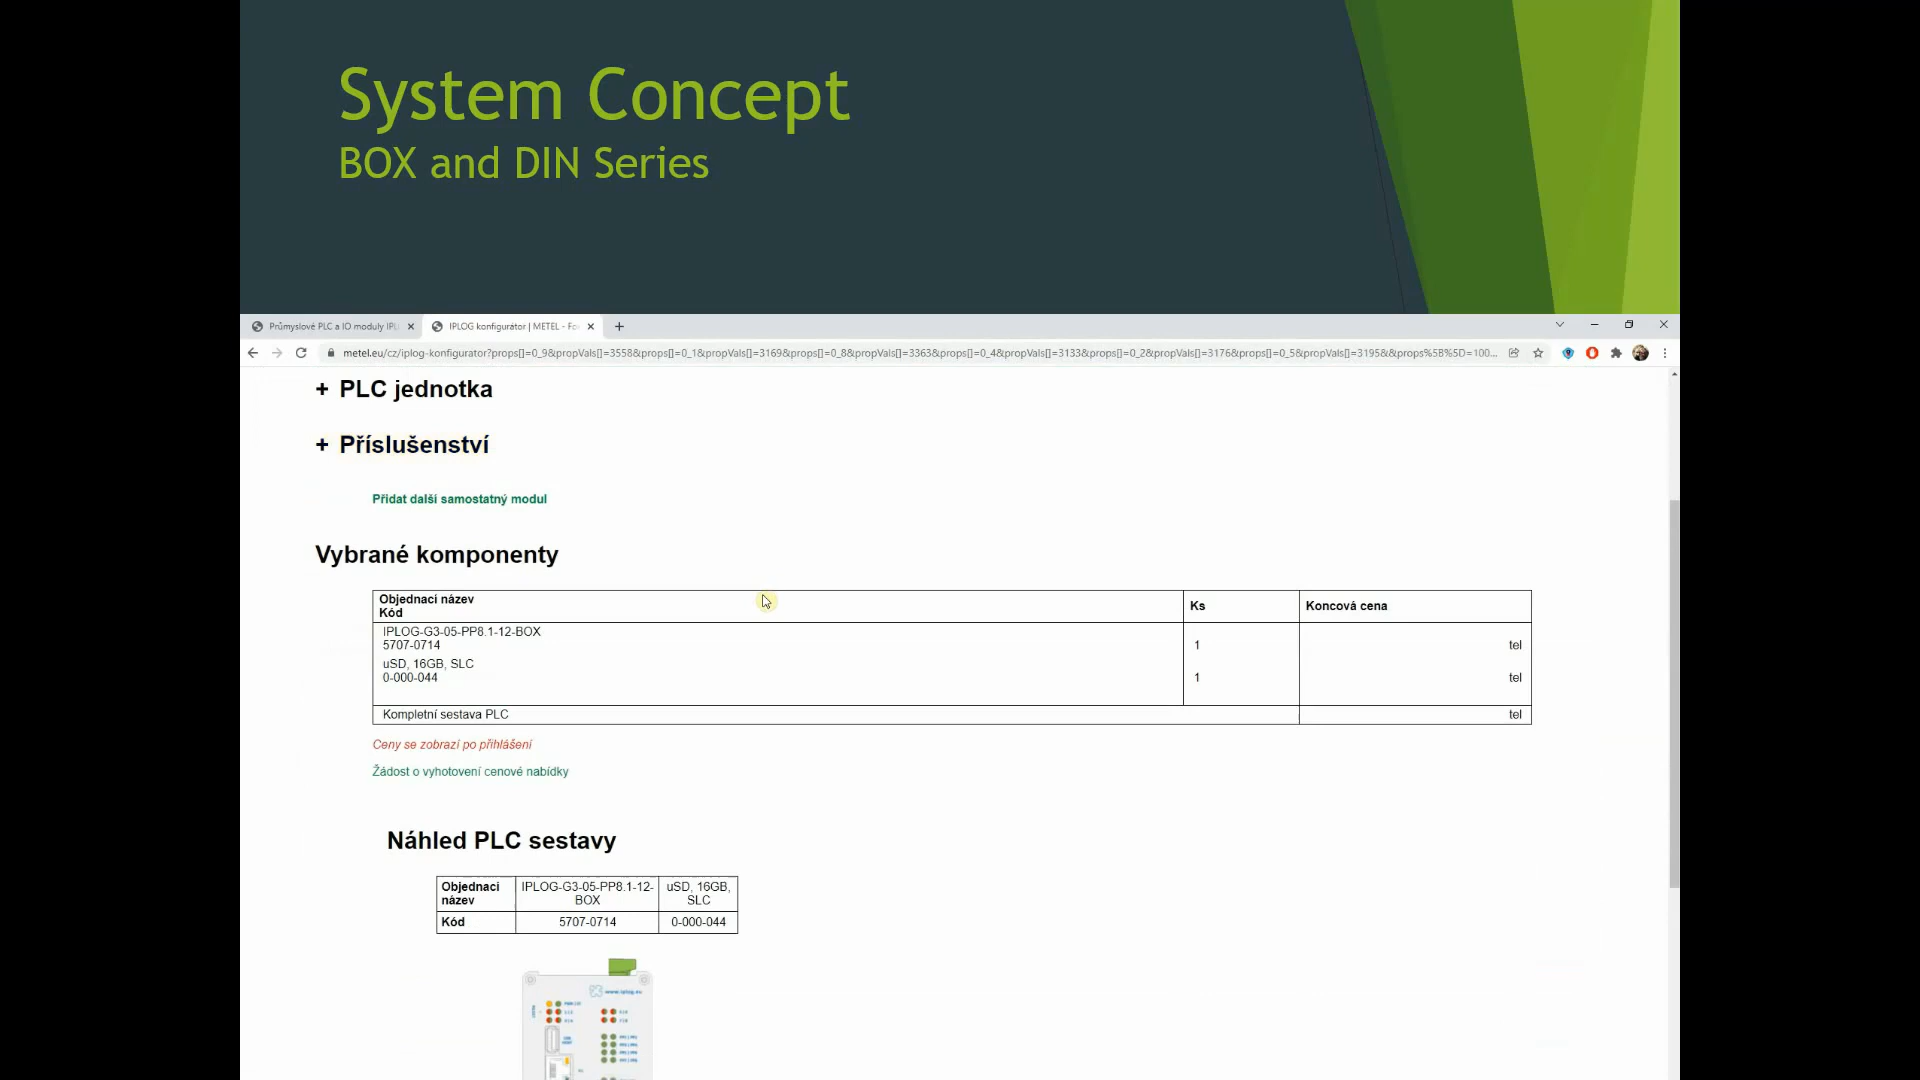 System Concept
BOX and DIN Series
Průmyslové PLC a IO moduly IPL
IPLOG konfigurátor | METEL - Fo
metel.eu/cz/iplog-konfigurator?props[]=0_9&propVals[]=3558&props[]=0_1&propVals[]=3169&props[]=0_8&propVals[]=3363&props[]=0_4&propVals[]=3133&props[]=0_2&propVals[]=3176&props[]=0_5&propVals[]=3195&&props%5B%5D=100...
+ PLC jednotka
+ Příslušenství
Přidat další samostatný modul
Vybrané komponenty
Objednací název
Kód
Ks
Koncová cena
IPLOG-G3-05-PP8.1-12-BOX
5707-0714
1
tel
uSD, 16GB, SLC
0-000-044
1
tel
Kompletní sestava PLC
tel
Ceny se zobrazí po přihlášení
Žádost o vyhotovení cenové nabídky
Náhled PLC sestavy
Objednací
název
IPLOG-G3-05-PP8.1-12-
BOX
uSD, 16GB,
SLC
Kód
5707-0714
0-000-044
www.iplog.eu